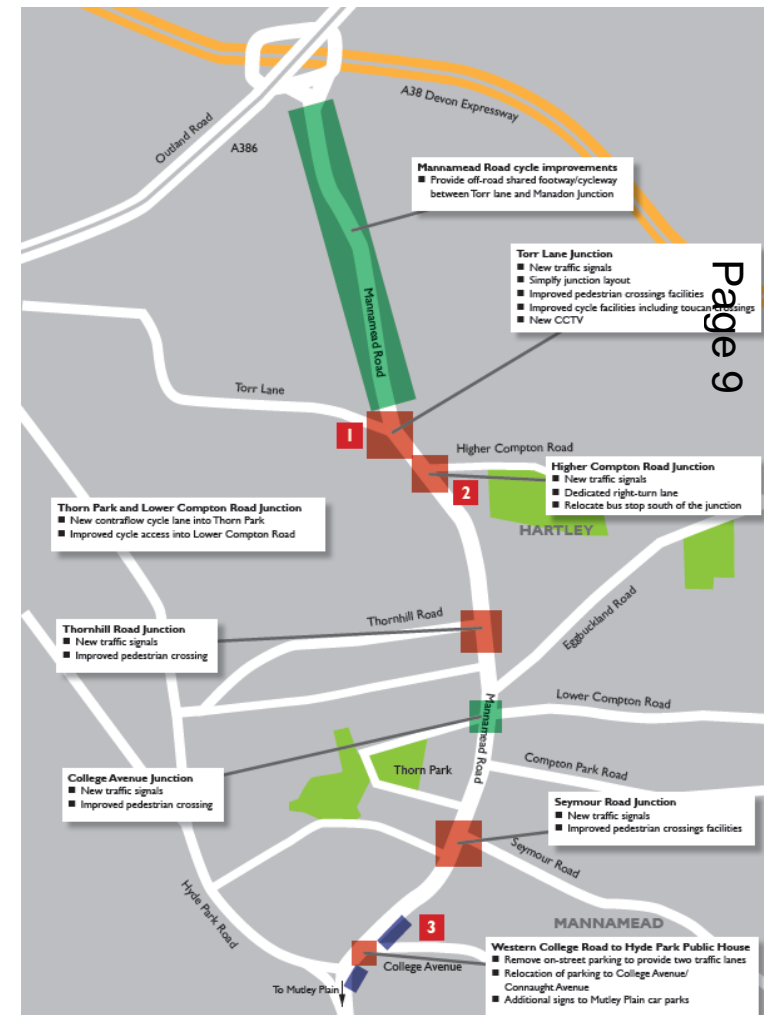 A38 Devon Expressway
Outland Road
A386
Mannamead Road cycle improvements
■ Provide off-road shared footway/cycleway
between Torr lane and Manadon Junction
Torr Lane Junction
■ New traffic signals
■ Simplfy junction layout
■ Improved pedestrian crossings facilities
■ Improved cycle facilities including toucan crossings
■ New CCTV
Page 9
Mannamead Road
Torr Lane
1
Higher Compton Road
2
Higher Compton Road Junction
■ New traffic signals
■ Dedicated right-turn lane
■ Relocate bus stop south of the junction
HARTLEY
Thorn Park and Lower Compton Road Junction
■ New contraflow cycle lane into Thorn Park
■ Improved cycle access into Lower Compton Road
Thornhill Road
Eggbuckland Road
Thornhill Road Junction
■ New traffic signals
■ Improved pedestrian crossing
Lower Compton Road
Mannamead Road
Compton Park Road
Thorn Park
College Avenue Junction
■ New traffic signals
■ Improved pedestrian crossing
Seymour Road Junction
■ New traffic signals
■ Improved pedestrian crossings facilities
Seymour Road
Hyde Park Road
MANNAMEAD
3
Western College Road to Hyde Park Public House
■ Remove on-street parking to provide two traffic lanes
■ Relocation of parking to College Avenue/
Connaught Avenue
■ Additional signs to Mutley Plain car parks
College Avenue
To Mutley Plain